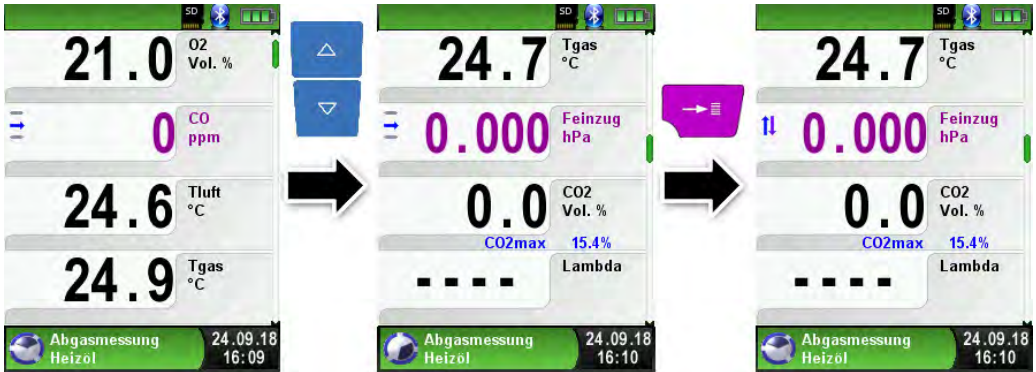 SD
21.0 O2
Vol. %
0 CO
ppm
24.6 Tluft
°C
24.9 Tgas
°C
Abgasmessung 24.09.18
Heizöl 16:09
SD
24.7 Tgas
°C
0.000 Feinzug
hPa
0.0 CO2
Vol. %
CO2max 15.4%
---- Lambda
Abgasmessung 24.09.18
Heizöl 16:10
SD
24.7 Tgas
°C
0.000 Feinzug
hPa
0.0 CO2
Vol. %
CO2max 15.4%
---- Lambda
Abgasmessung 24.09.18
Heizöl 16:10